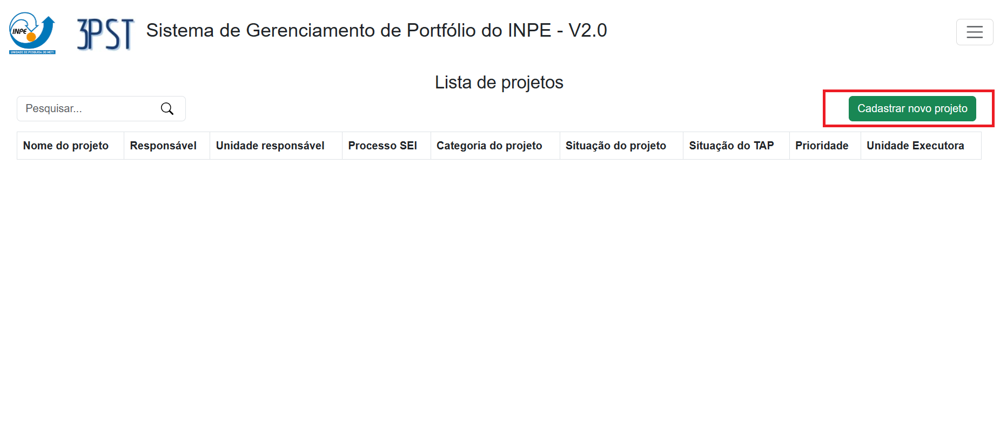 INPE
UNIDADE DE PESQUISA DO MCTI
3PST
Sistema de Gerenciamento de Portfólio do INPE - V2.0
Lista de projetos
Pesquisar...
Cadastrar novo projeto
Nome do projeto Responsável Unidade responsável Processo SEI Categoria do projeto Situação do projeto Situação do TAP Prioridade Unidade Executora